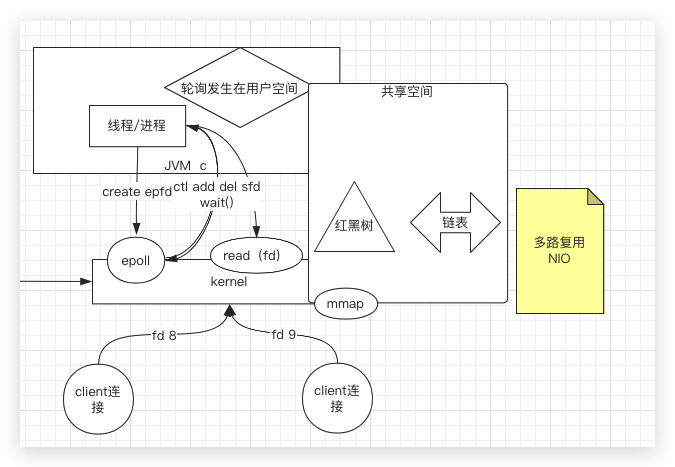 轮询发生在用户空间
共享空间
线程/进程
JVM c
create epfd
ctl add del sfd
wait()
红黑树
链表
多路复用
NIO
epoll
read（fd）
kernel
mmap
fd 8
fd 9
client连
接
client连
接